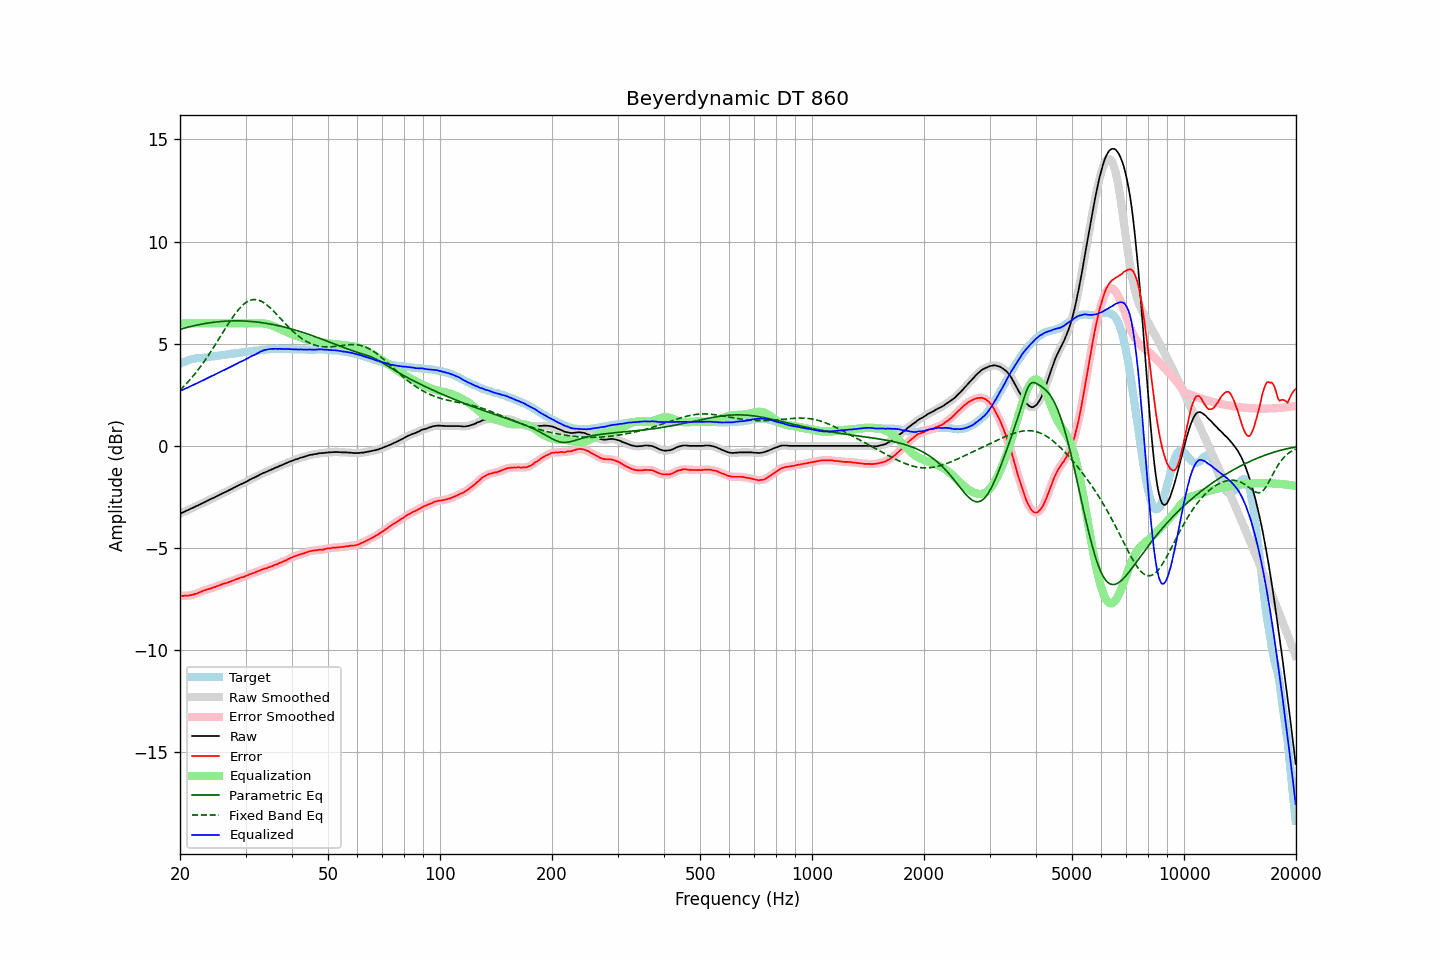 Beyerdynamic DT 860
Amplitude (dBr)
15
10
5
0
−5
−10
−15
Target
Raw Smoothed
Error Smoothed
Raw
Error
Equalization
Parametric Eq
Fixed Band Eq
Equalized
20 50 100 200 500 1000 2000 5000 10000 20000
Frequency (Hz)